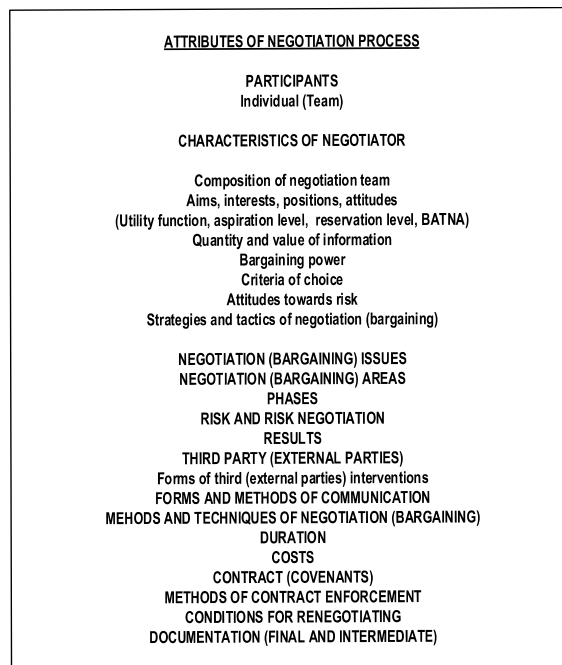 ATTRIBUTES OF NEGOTIATION PROCESS
PARTICIPANTS
Individual (Team)
CHARACTERISTICS OF NEGOTIATOR
Composition of negotiation team
Aims, interests, positions, attitudes
(Utility function, aspiration level, reservation level, BATNA)
Quantity and value of information
Bargaining power
Criteria of choice
Attitudes towards risk
Strategies and tactics of negotiation (bargaining)
NEGOTIATION (BARGAINING) ISSUES
NEGOTIATION (BARGAINING) AREAS
PHASES
RISK AND RISK NEGOTIATION
RESULTS
THIRD PARTY (EXTERNAL PARTIES)
Forms of third (external parties) interventions
FORMS AND METHODS OF COMMUNICATION
MEHODS AND TECHNIQUES OF NEGOTIATION (BARGAINING)
DURATION
COSTS
CONTRACT (COVENANTS)
METHODS OF CONTRACT ENFORCEMENT
CONDITIONS FOR RENEGOTIATING
DOCUMENTATION (FINAL AND INTERMEDIATE)